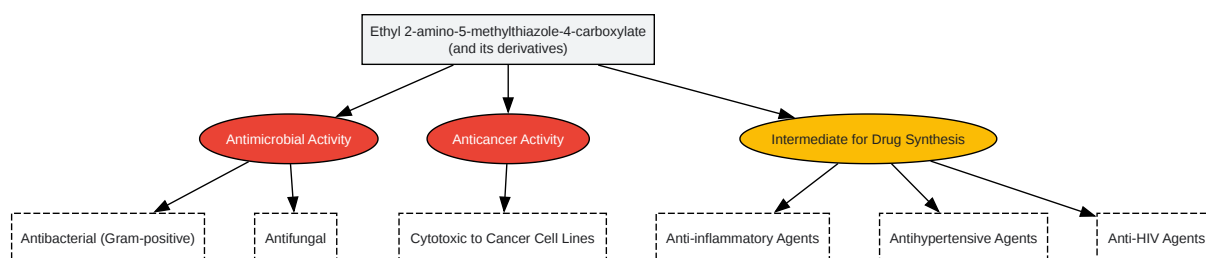 Ethyl 2-amino-5-methylthiazole-4-carboxylate
(and its derivatives)
Antimicrobial Activity
Anticancer Activity
Intermediate for Drug Synthesis
Antibacterial (Gram-positive)
Antifungal
Cytotoxic to Cancer Cell Lines
Anti-inflammatory Agents
Antihypertensive Agents
Anti-HIV Agents